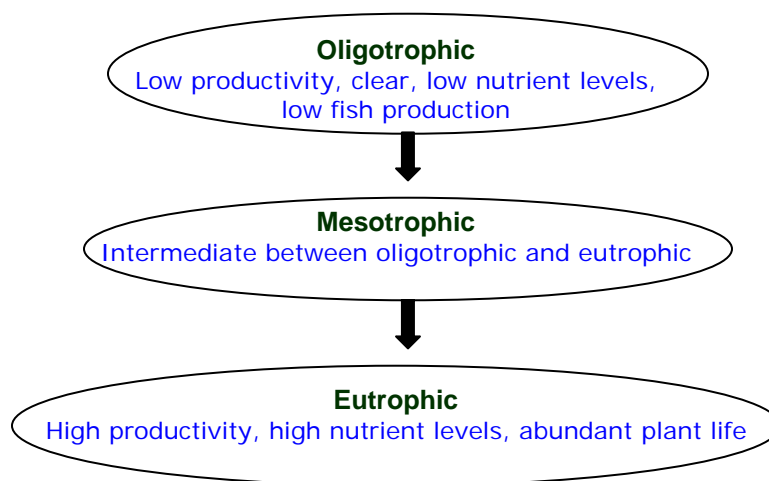 Oligotrophic
Low productivity, clear, low nutrient levels,
low fish production
Mesotrophic
Intermediate between oligotrophic and eutrophic
Eutrophic
High productivity, high nutrient levels, abundant plant life